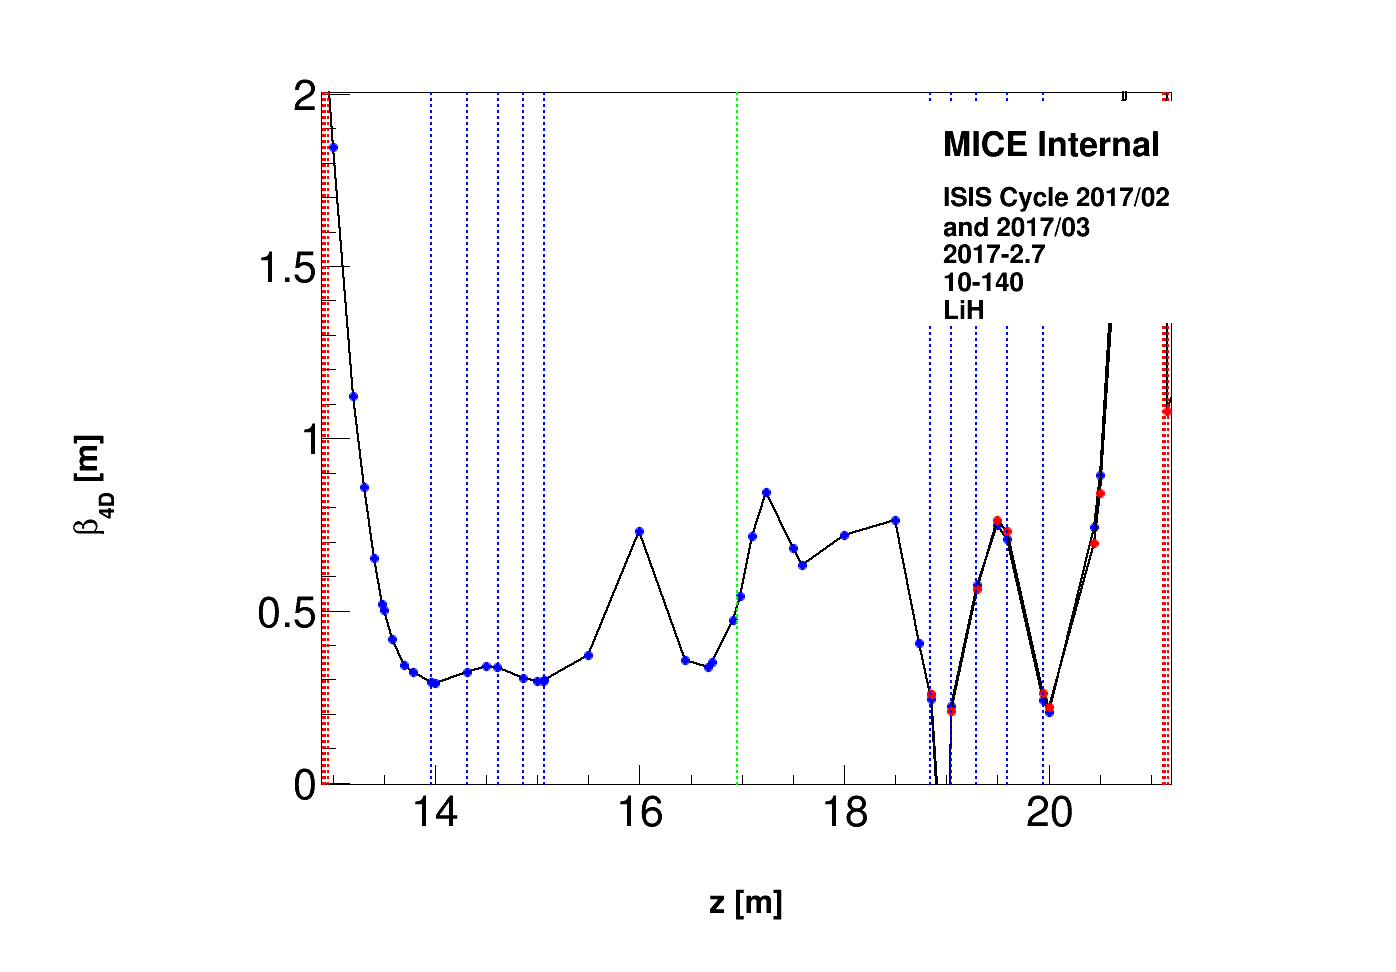 2
1.5
1
0.5
0
14 16 18 20
z [m]
β4D [m]
MICE Internal
ISIS Cycle 2017/02
and 2017/03
2017-2.7
10-140
LiH